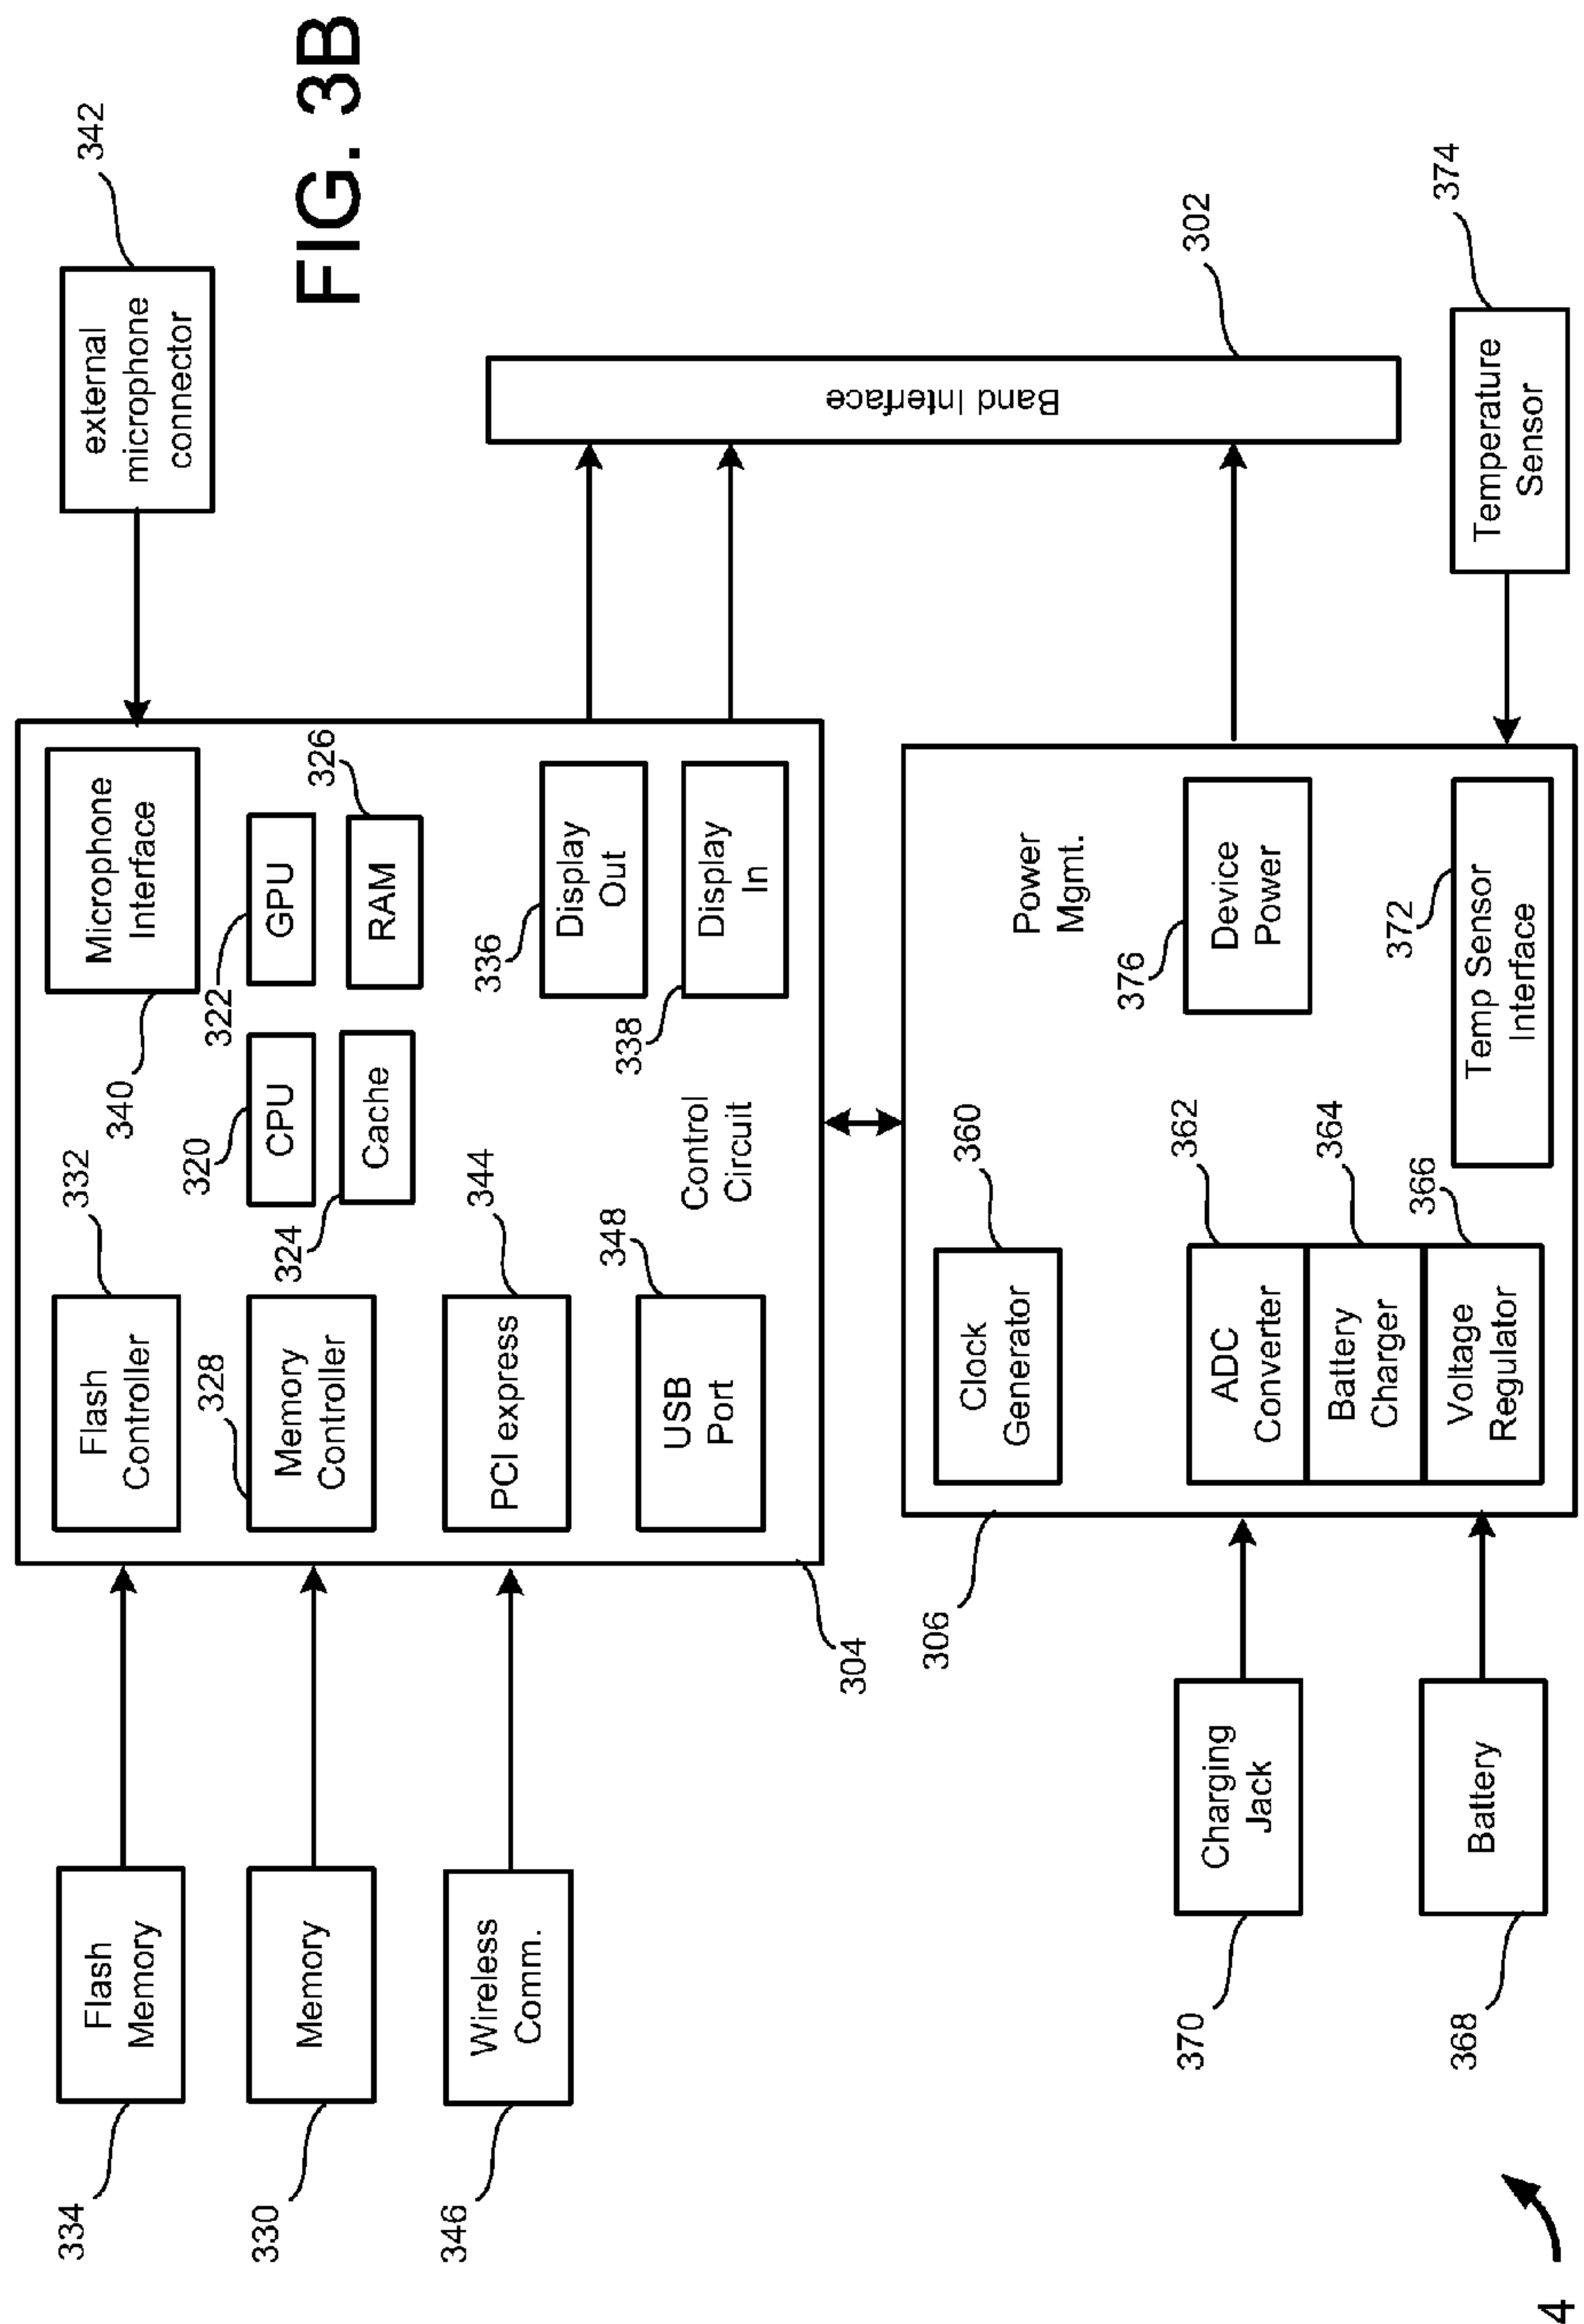 FIG. 3B
334
Flash
Memory
330
Memory
346
Wireless
Comm.
332
Flash
Controller
328
Memory
Controller
344
PCI express
348
USB
Port
320
CPU
324
Cache
322
GPU
326
RAM
340
Microphone
Interface
342
external
microphone
connector
336
Display
Out
338
Display
In
Control
Circuit
304
302
Band Interface
306
360
Clock
Generator
362
ADC
Converter
364
Battery
Charger
366
Voltage
Regulator
Power
Mgmt.
376
Device
Power
372
Temp Sensor
Interface
374
Temperature
Sensor
370
Charging
Jack
368
Battery
4